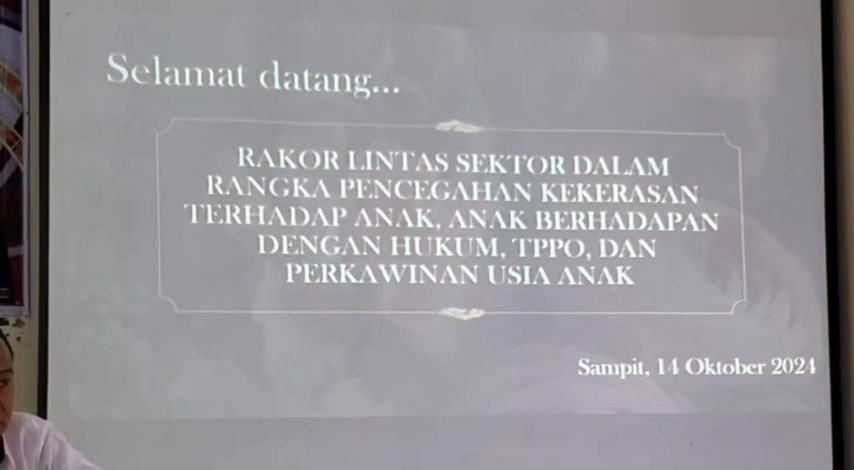 Selamat datang...
RAKOR LINTAS SEKTOR DALAM
RANGKA PENCEGAHAN KEKERASAN
TERHADAP ANAK, ANAK BERHADAPAN
DENGAN HUKUM, TPPO, DAN
PERKAWINAN USIA ANAK
Sampit, 14 Oktober 2024